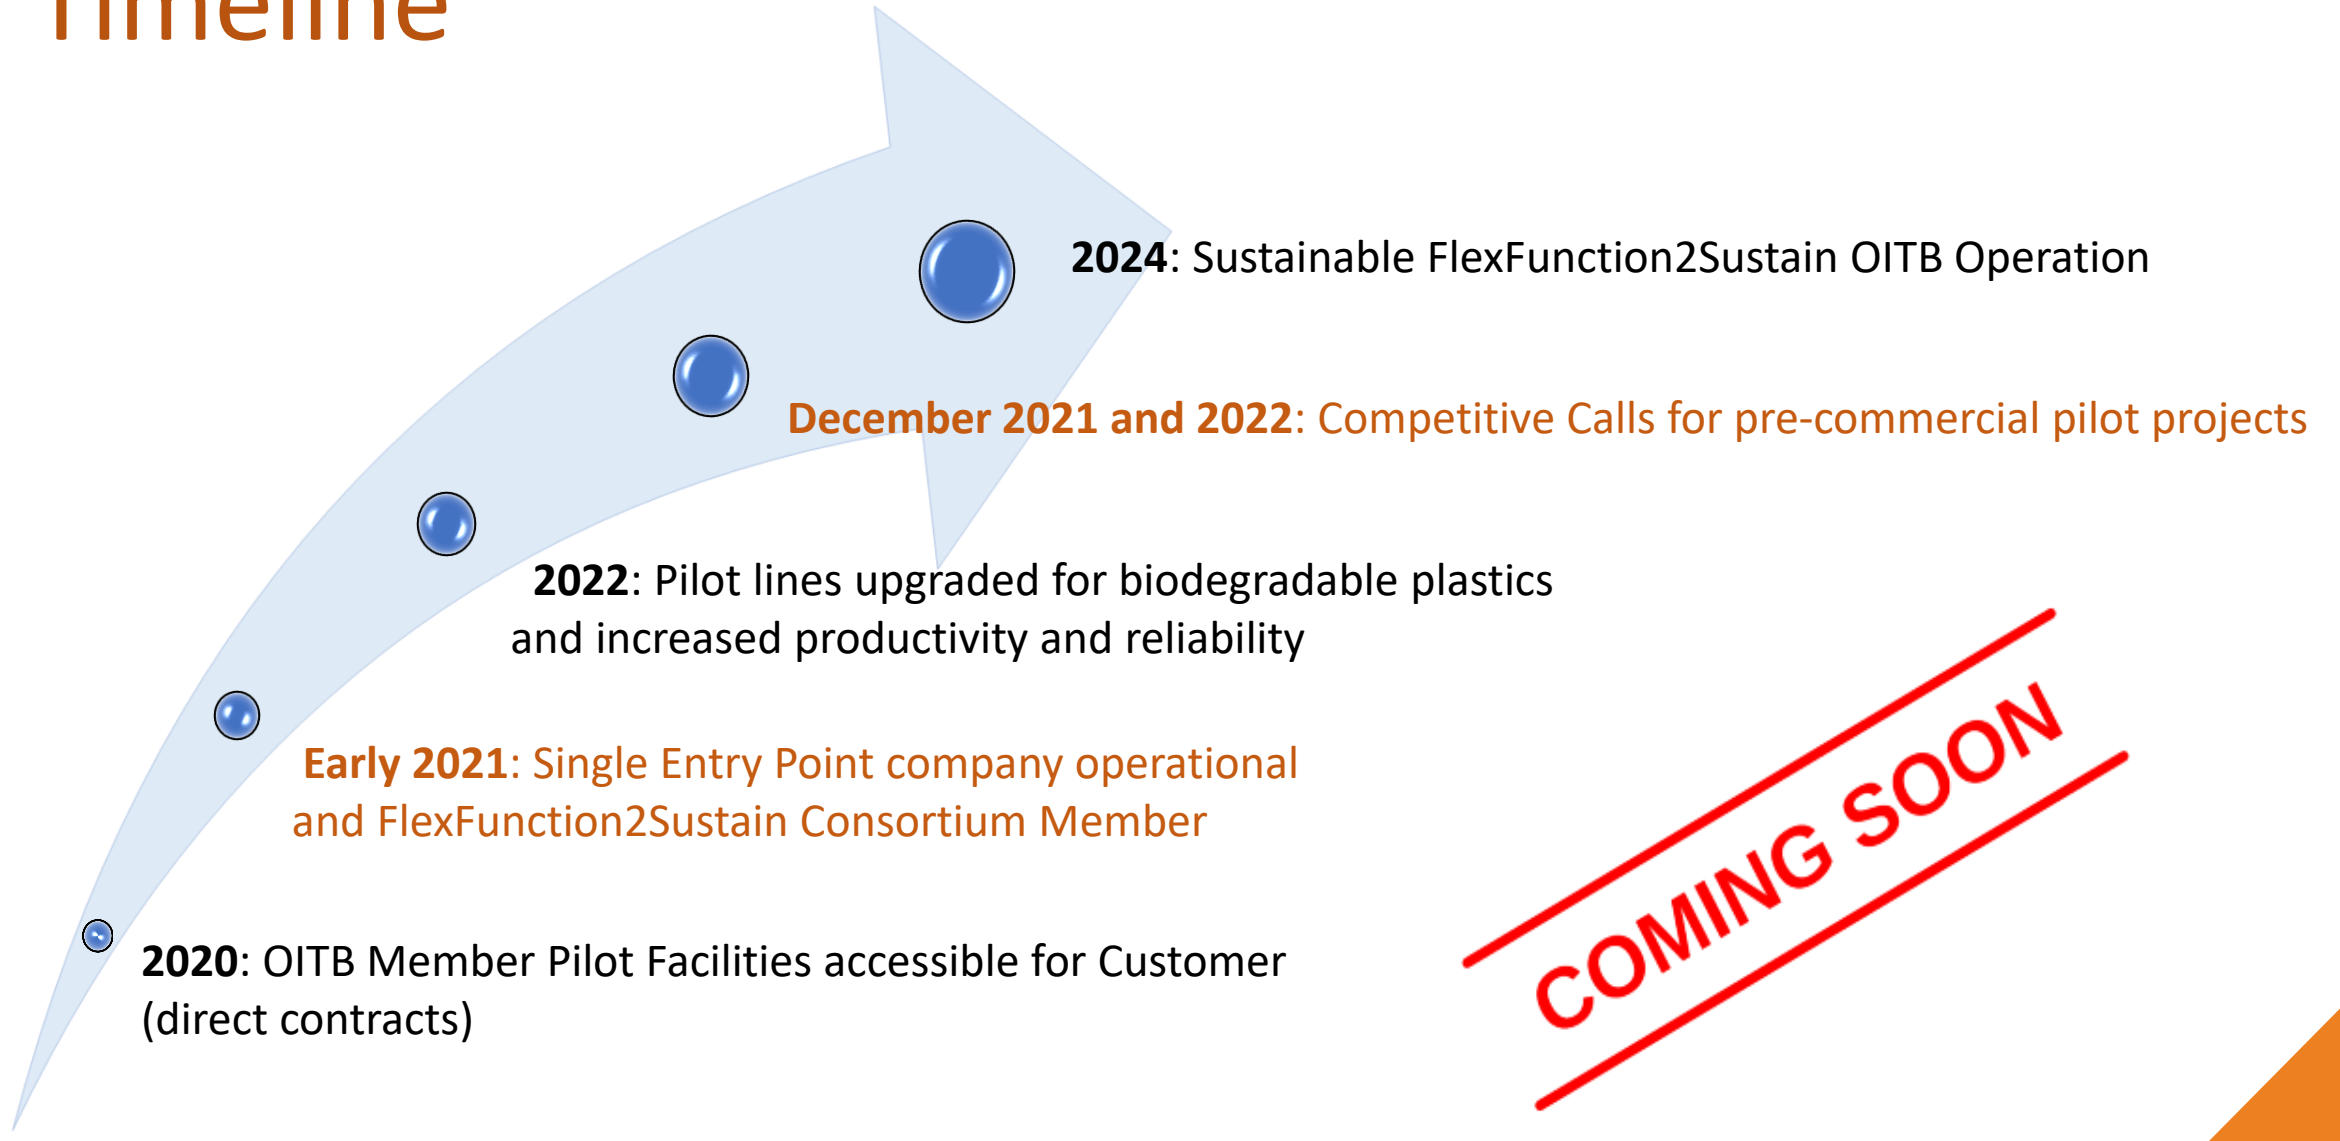 Timeline
2024: Sustainable FlexFunction2Sustain OITB Operation
December 2021 and 2022: Competitive Calls for pre-commercial pilot projects
2022: Pilot lines upgraded for biodegradable plastics
and increased productivity and reliability
Early 2021: Single Entry Point company operational
and FlexFunction2Sustain Consortium Member
2020: OITB Member Pilot Facilities accessible for Customer
(direct contracts)
COMING SOON